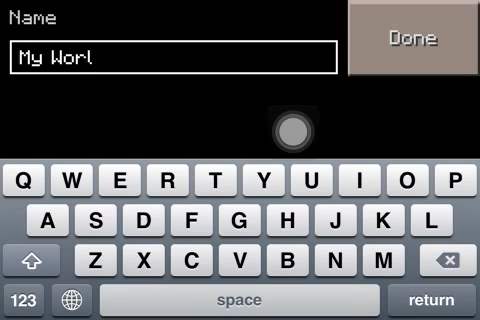 Name
Done
My Worl
Q W E R T Y U I O P
A S D F G H J K L
Z X C V B N M
123 space return